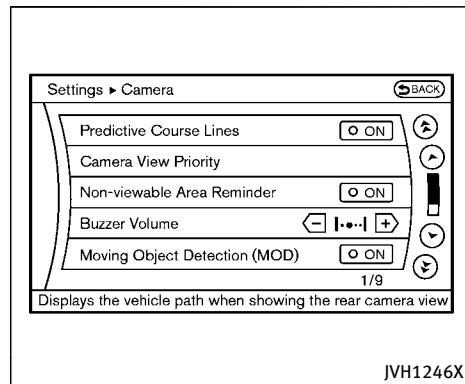 Settings ▸ Camera BACK
Predictive Course Lines ON
Camera View Priority
Non-viewable Area Reminder ON
Buzzer Volume − +
Moving Object Detection (MOD) ON
1/9
Displays the vehicle path when showing the rear camera view
JVH1246X